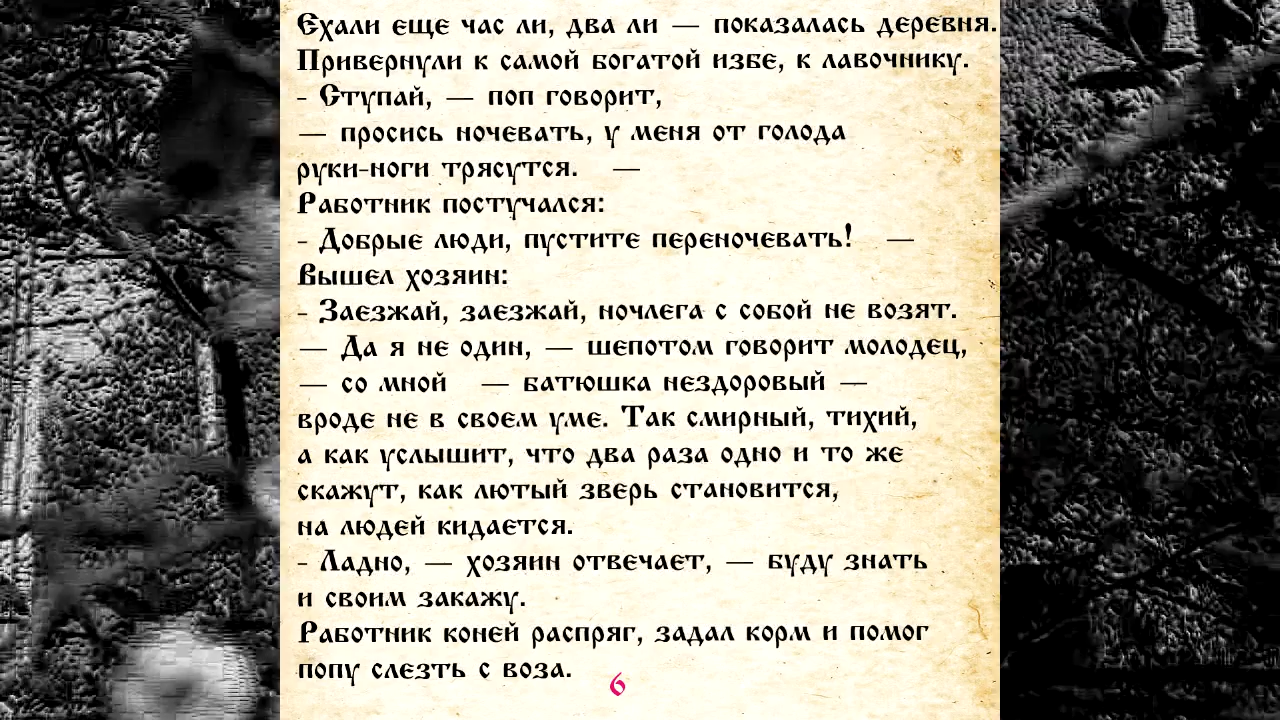 Ехали еще час ли, два ли — показалась деревня.
Привернули к самой богатой избе, к лавочнику.
- Ступай, — поп говорит,
— просись ночевать, у меня от голода
руки-ноги трясутся. —
Работник постучался:
- Добрые люди, пустите переночевать! —
Вышел хозяин:
- Заезжай, заезжай, ночлега с собой не возят.
— Да я не один, — шепотом говорит молодец,
— со мной — батюшка нездоровый —
вроде не в своем уме. Так смирный, тихий,
а как услышит, что два раза одно и то же
скажут, как лютый зверь становится,
на людей кидается.
- Ладно, — хозяин отвечает, — буду знать
и своим закажу.
Работник коней распряг, задал корм и помог
попу слезть с воза.
6